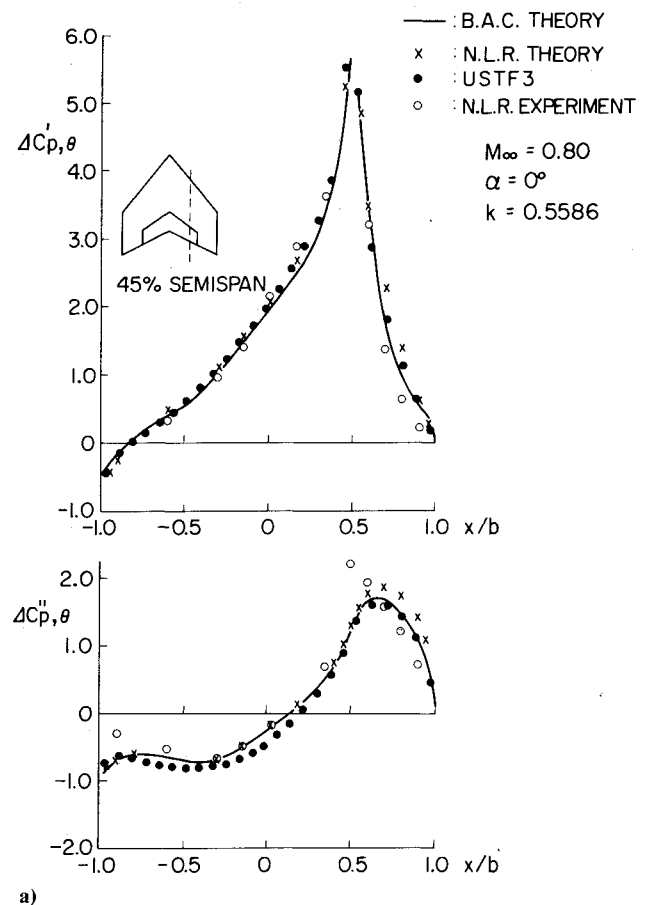 — : B.A.C. THEORY
× : N.L.R. THEORY
● : USTF3
○ : N.L.R. EXPERIMENT
M∞ = 0.80
α = 0°
k = 0.5586
ΔCp,θ′
6.0
5.0
4.0
3.0
2.0
1.0
0
-1.0
45% SEMISPAN
-1.0 -0.5 0 0.5 1.0 x/b
ΔCp,θ″
2.0
1.0
0
-1.0
-2.0
-1.0 -0.5 0 0.5 1.0 x/b
a)